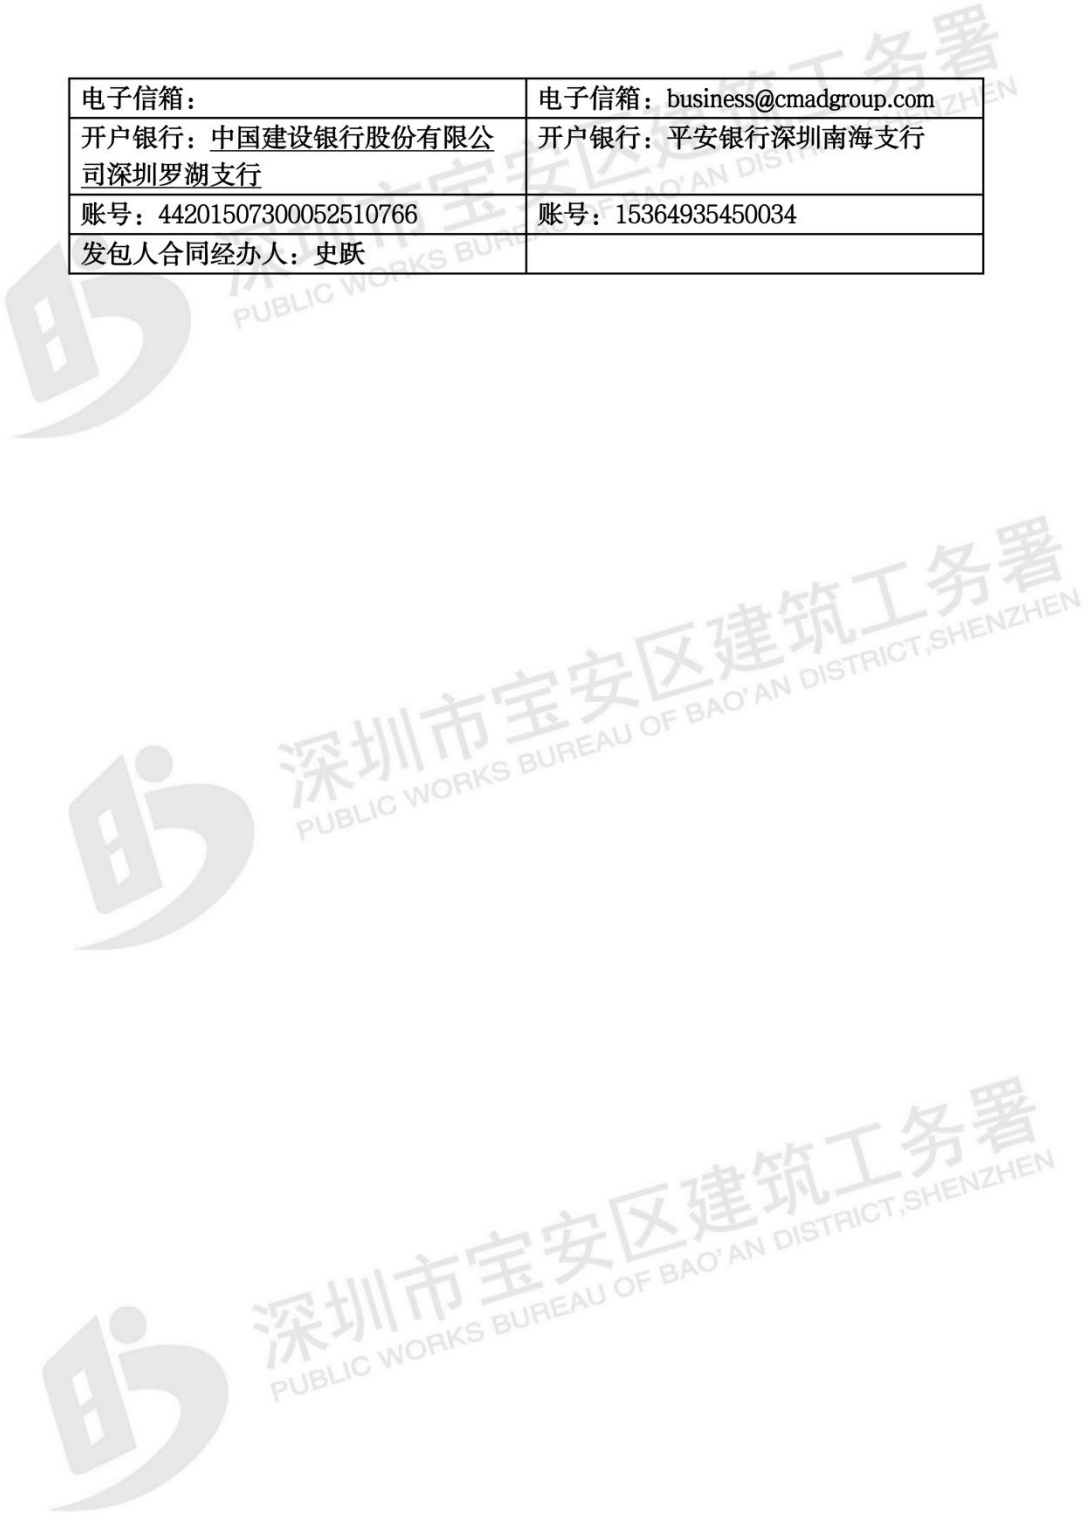 电子信箱：
电子信箱：business@cmadgroup.com
开户银行：中国建设银行股份有限公
司深圳罗湖支行
开户银行：平安银行深圳南海支行
账号：44201507300052510766
账号：15364935450034
发包人合同经办人：史跃
深圳市宝安区建筑工务署
PUBLIC WORKS BUREAU OF BAO'AN DISTRICT,SHENZHEN
深圳市宝安区建筑工务署
PUBLIC WORKS BUREAU OF BAO'AN DISTRICT,SHENZHEN
深圳市宝安区建筑工务署
PUBLIC WORKS BUREAU OF BAO'AN DISTRICT,SHENZHEN